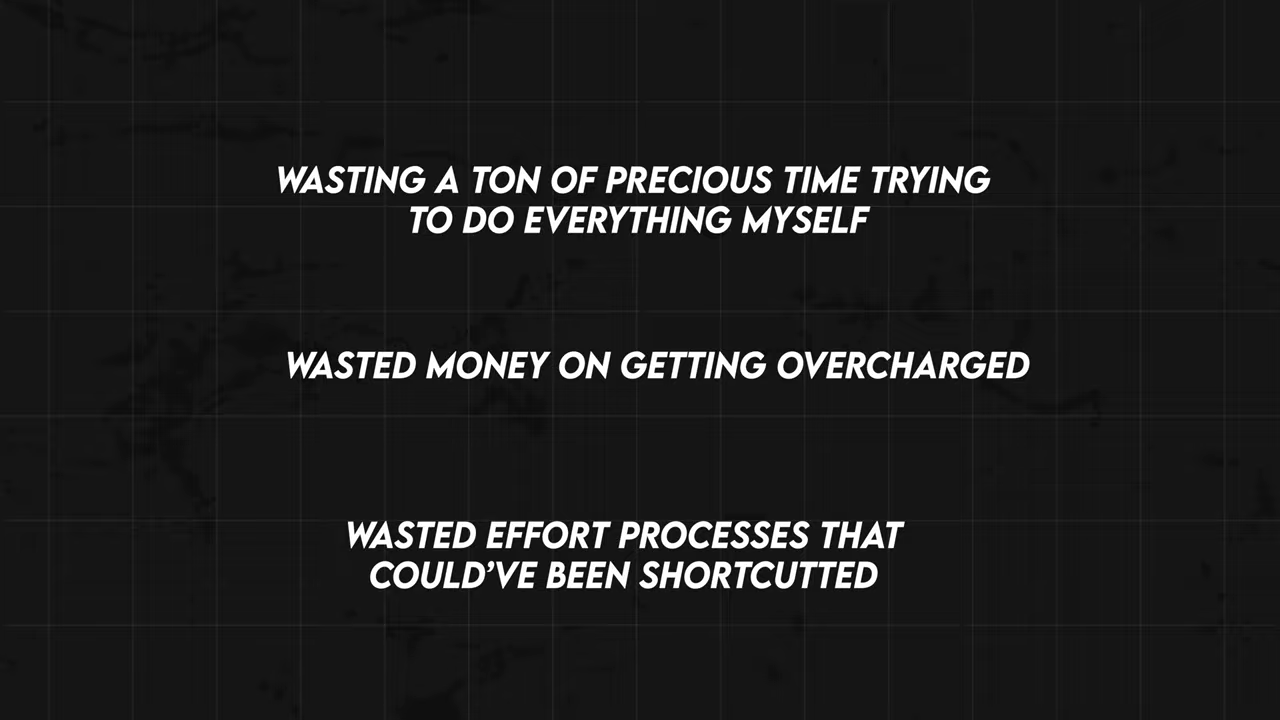 WASTING A TON OF PRECIOUS TIME TRYING
TO DO EVERYTHING MYSELF
WASTED MONEY ON GETTING OVERCHARGED
WASTED EFFORT PROCESSES THAT
COULD'VE BEEN SHORTCUTTED